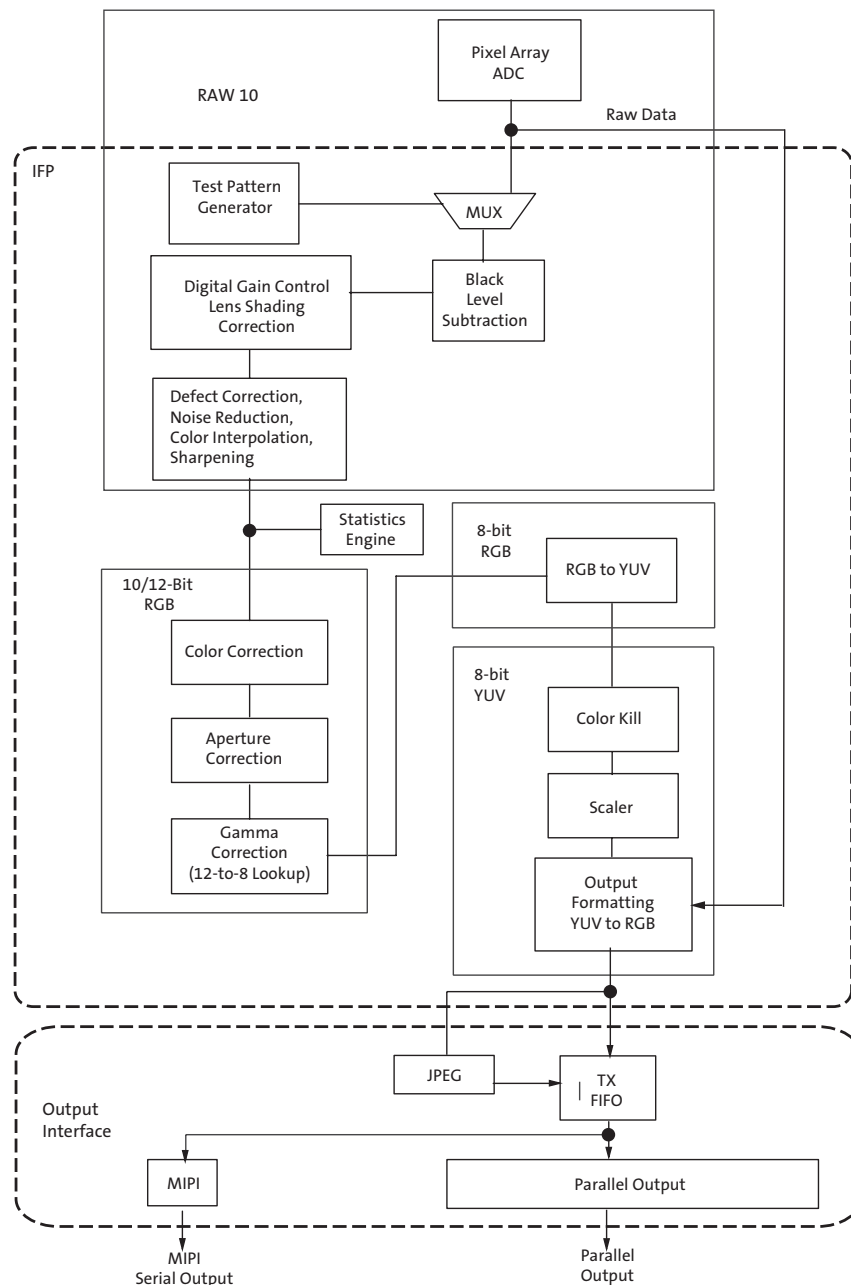 Pixel Array
ADC
RAW 10
Raw Data
IFP
Test Pattern
Generator
MUX
Digital Gain Control
Lens Shading
Correction
Black
Level
Subtraction
Defect Correction,
Noise Reduction,
Color Interpolation,
Sharpening
Statistics
Engine
8-bit
RGB
RGB to YUV
10/12-Bit
RGB
Color Correction
8-bit
YUV
Color Kill
Aperture
Correction
Scaler
Gamma
Correction
(12-to-8 Lookup)
Output
Formatting
YUV to RGB
JPEG
TX
FIFO
Output
Interface
MIPI
Parallel Output
MIPI
Serial Output
Parallel
Output